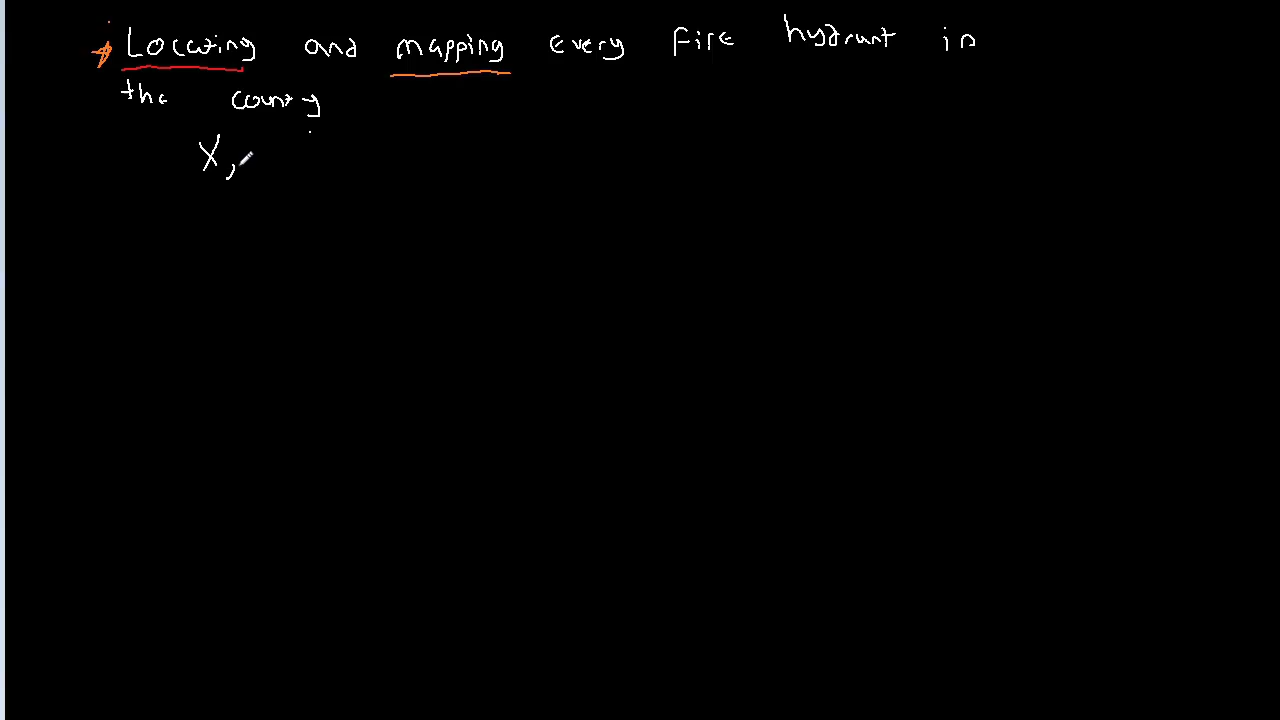 Locating and mapping every fire hydrant in
the county
X,